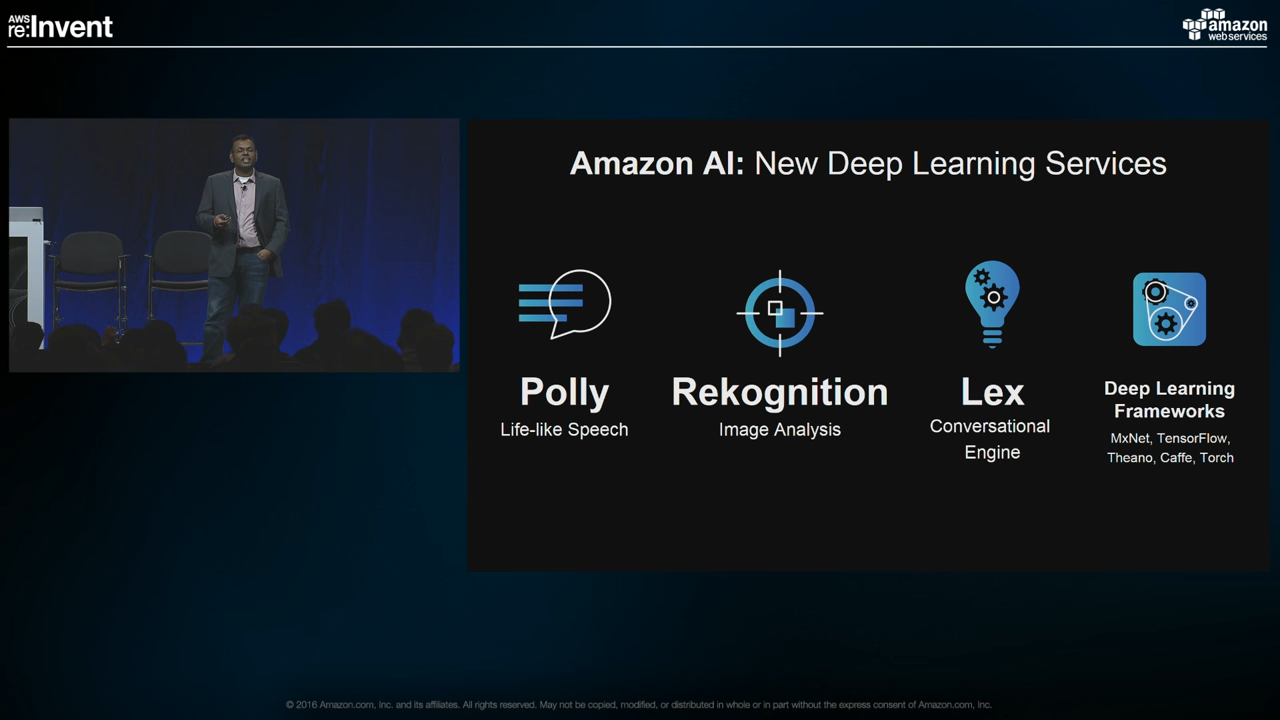 AWS
re:Invent
amazon
webservices
Amazon AI: New Deep Learning Services
Polly
Life-like Speech
Rekognition
Image Analysis
Lex
Conversational
Engine
Deep Learning
Frameworks
MxNet, TensorFlow,
Theano, Caffe, Torch
© 2016 Amazon.com, Inc. and its affiliates. All rights reserved. May not be copied, modified, or distributed in whole or in part without the express consent of Amazon.com, Inc.